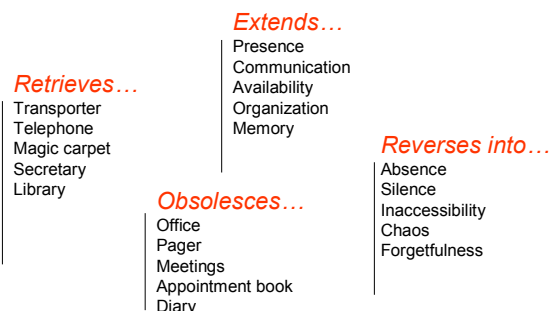 Extends…
Presence
Communication
Availability
Organization
Memory
Retrieves…
Transporter
Telephone
Magic carpet
Secretary
Library
Reverses into…
Absence
Silence
Inaccessibility
Chaos
Forgetfulness
Obsolesces…
Office
Pager
Meetings
Appointment book
Diary